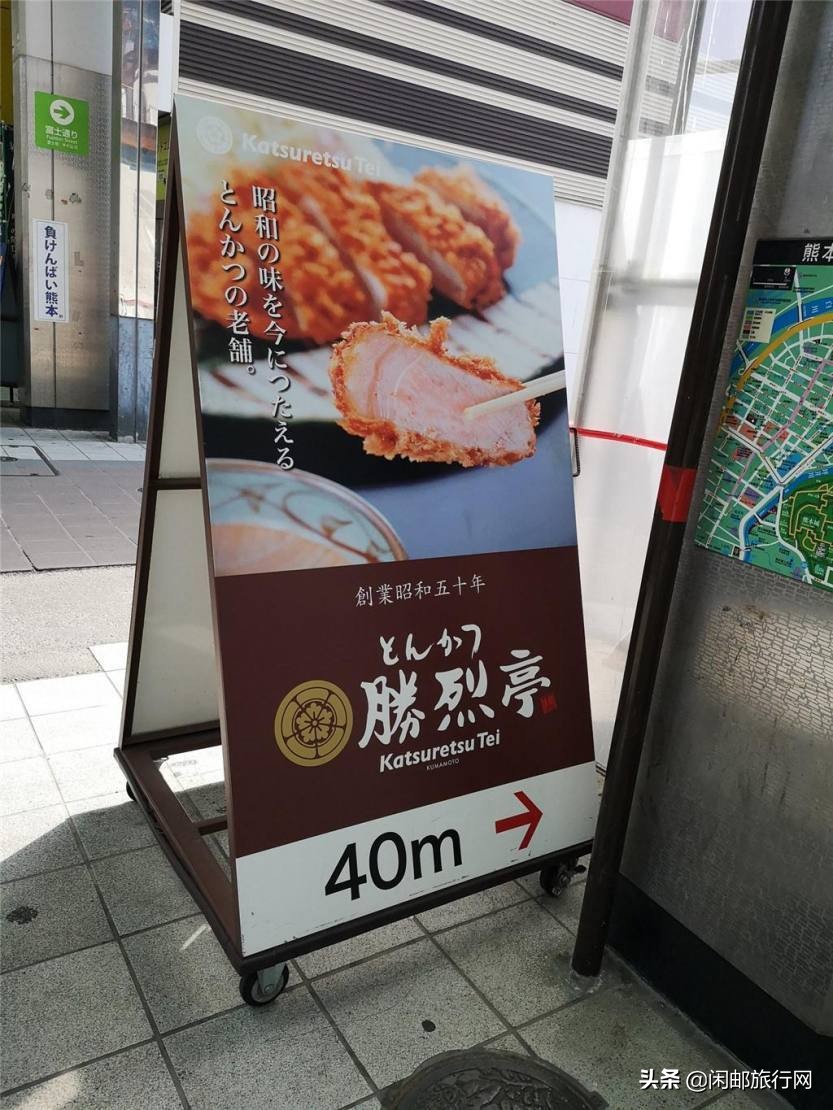 富士通り
負けんばい熊本。
Katsuretsu Tei
昭和の味を今につたえる
とんかつの老舗。
創業昭和五十年
とんかつ
勝烈亭
Katsuretsu Tei
KUMAMOTO
40m
熊本
头条 @闲邮旅行网